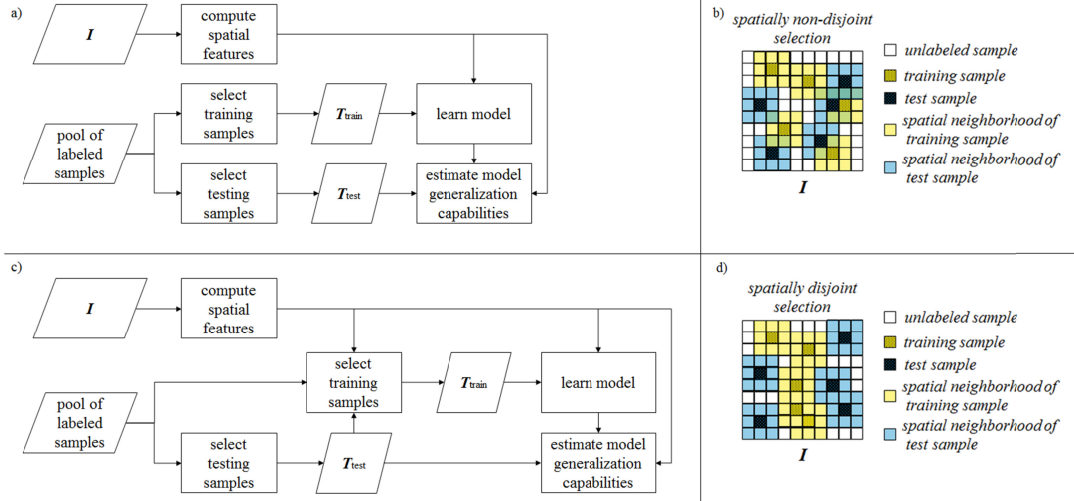 a)
I
compute
spatial
features
pool of
labeled
samples
select
training
samples
Ttrain
learn model
select
testing
samples
Ttest
estimate model
generalization
capabilities
b)
spatially non-disjoint
selection
I
unlabeled sample
training sample
test sample
spatial neighborhood of
training sample
spatial neighborhood of
test sample
c)
I
compute
spatial
features
pool of
labeled
samples
select
training
samples
Ttrain
learn model
select
testing
samples
Ttest
estimate model
generalization
capabilities
d)
spatially disjoint
selection
I
unlabeled sample
training sample
test sample
spatial neighborhood of
training sample
spatial neighborhood of
test sample